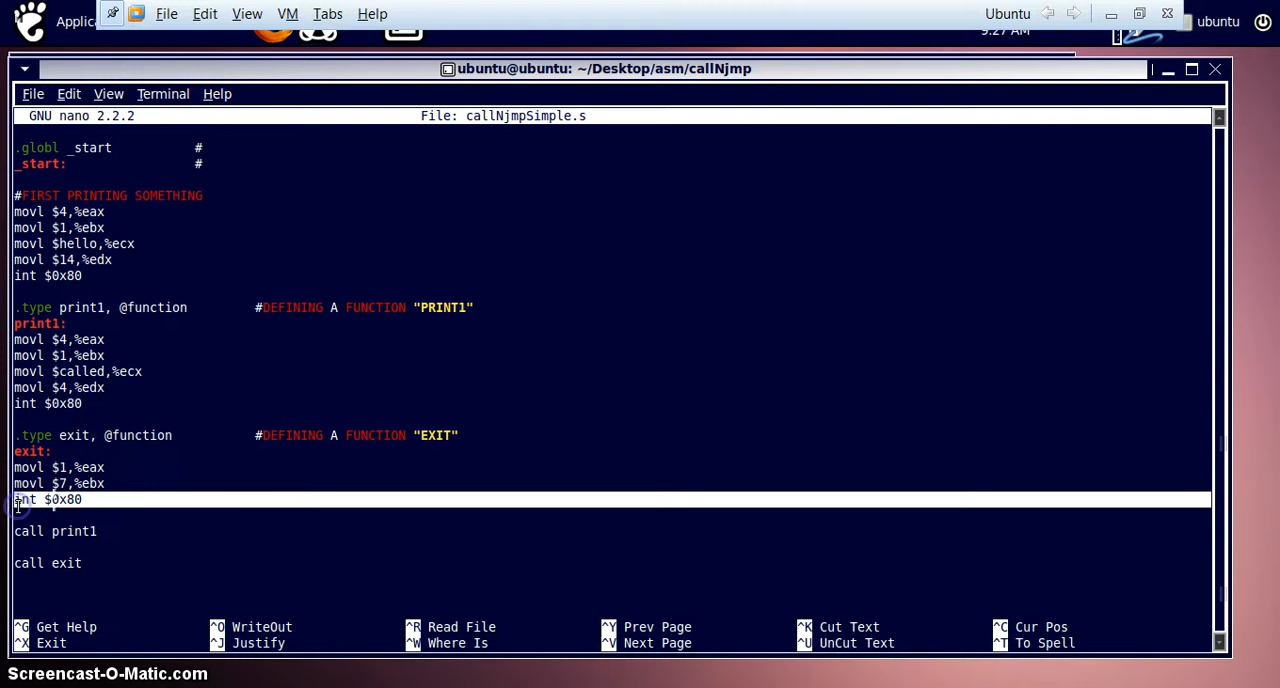 File Edit View VM Tabs Help Ubuntu
Applica ubuntu
9:27 AM
ubuntu@ubuntu: ~/Desktop/asm/callNjmp
File Edit View Terminal Help
GNU nano 2.2.2 File: callNjmpSimple.s
.globl _start #
_start: #
#FIRST PRINTING SOMETHING
movl $4,%eax
movl $1,%ebx
movl $hello,%ecx
movl $14,%edx
int $0x80
.type print1, @function #DEFINING A FUNCTION "PRINT1"
print1:
movl $4,%eax
movl $1,%ebx
movl $called,%ecx
movl $4,%edx
int $0x80
.type exit, @function #DEFINING A FUNCTION "EXIT"
exit:
movl $1,%eax
movl $7,%ebx
int $0x80
call print1
call exit
^G Get Help ^O WriteOut ^R Read File ^Y Prev Page ^K Cut Text ^C Cur Pos
^X Exit ^J Justify ^W Where Is ^V Next Page ^U UnCut Text ^T To Spell
Screencast-O-Matic.com